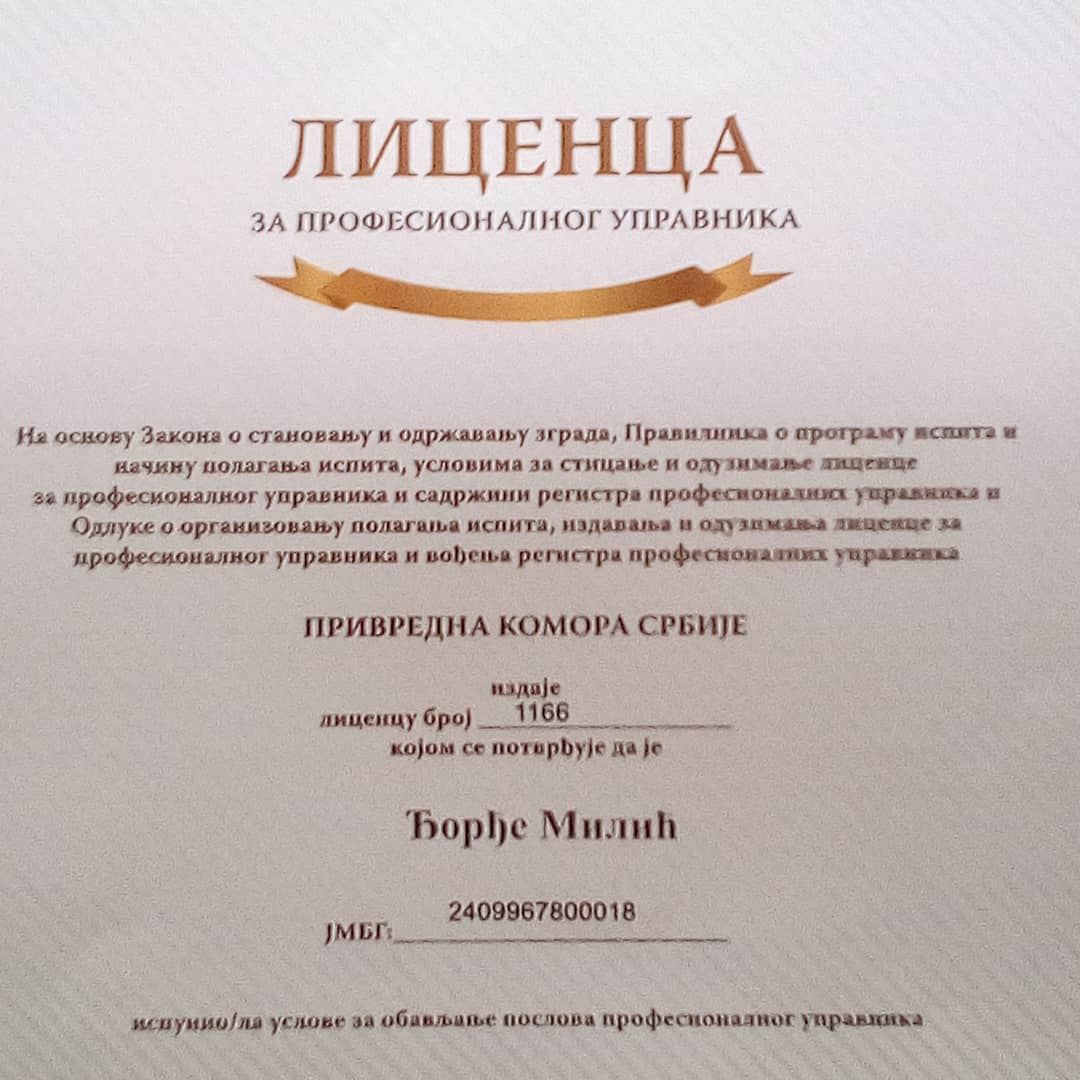 ЛИЦЕНЦА
ЗА ПРОФЕСИОНАЛНОГ УПРАВНИКА
На основу Закона о становању и одржавању зграда, Правилника о програму испита и
начину полагања испита, условима за стицање и одузимање лиценце
за професионалног управника и садржини регистра професионалних управника и
Одлуке о организовању полагања испита, издавања и одузимања лиценце за
професионалног управника и вођења регистра професионалних управника
ПРИВРЕДНА КОМОРА СРБИЈЕ
издаје
лиценцу број 1166
којом се потврђује да је
Ђорђе Милић
ЈМБГ: 2409967800018
испунио/ла услове за обављање послова професионалног управника